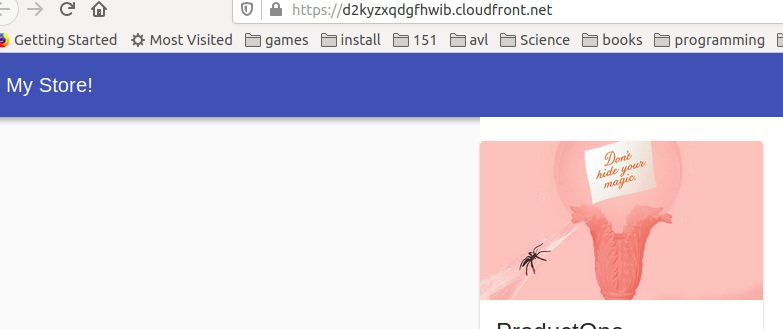 https://d2kyzxqdgfhwib.cloudfront.net
Getting Started Most Visited games install 151 avl Science books programming
My Store!
Don't
hide your
magic.
ProductOne